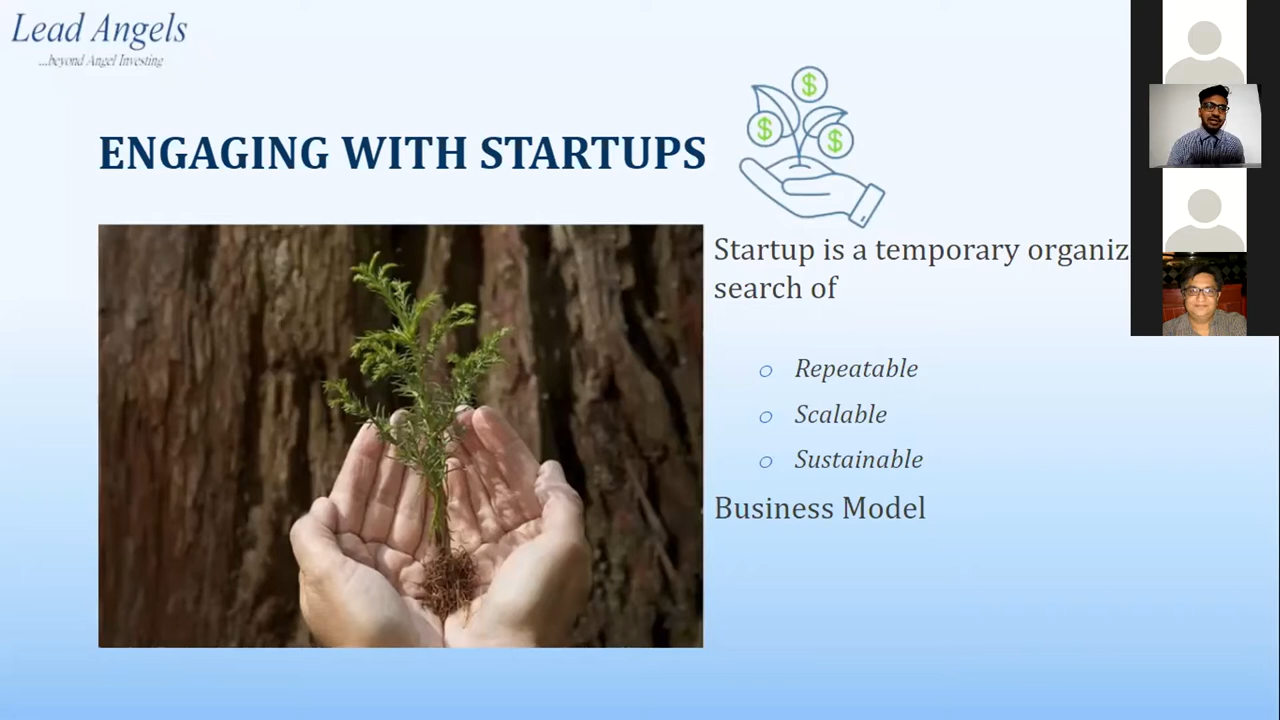 Lead Angels
...beyond Angel Investing
ENGAGING WITH STARTUPS
$
$
$
Startup is a temporary organiz
search of
o Repeatable
o Scalable
o Sustainable
Business Model